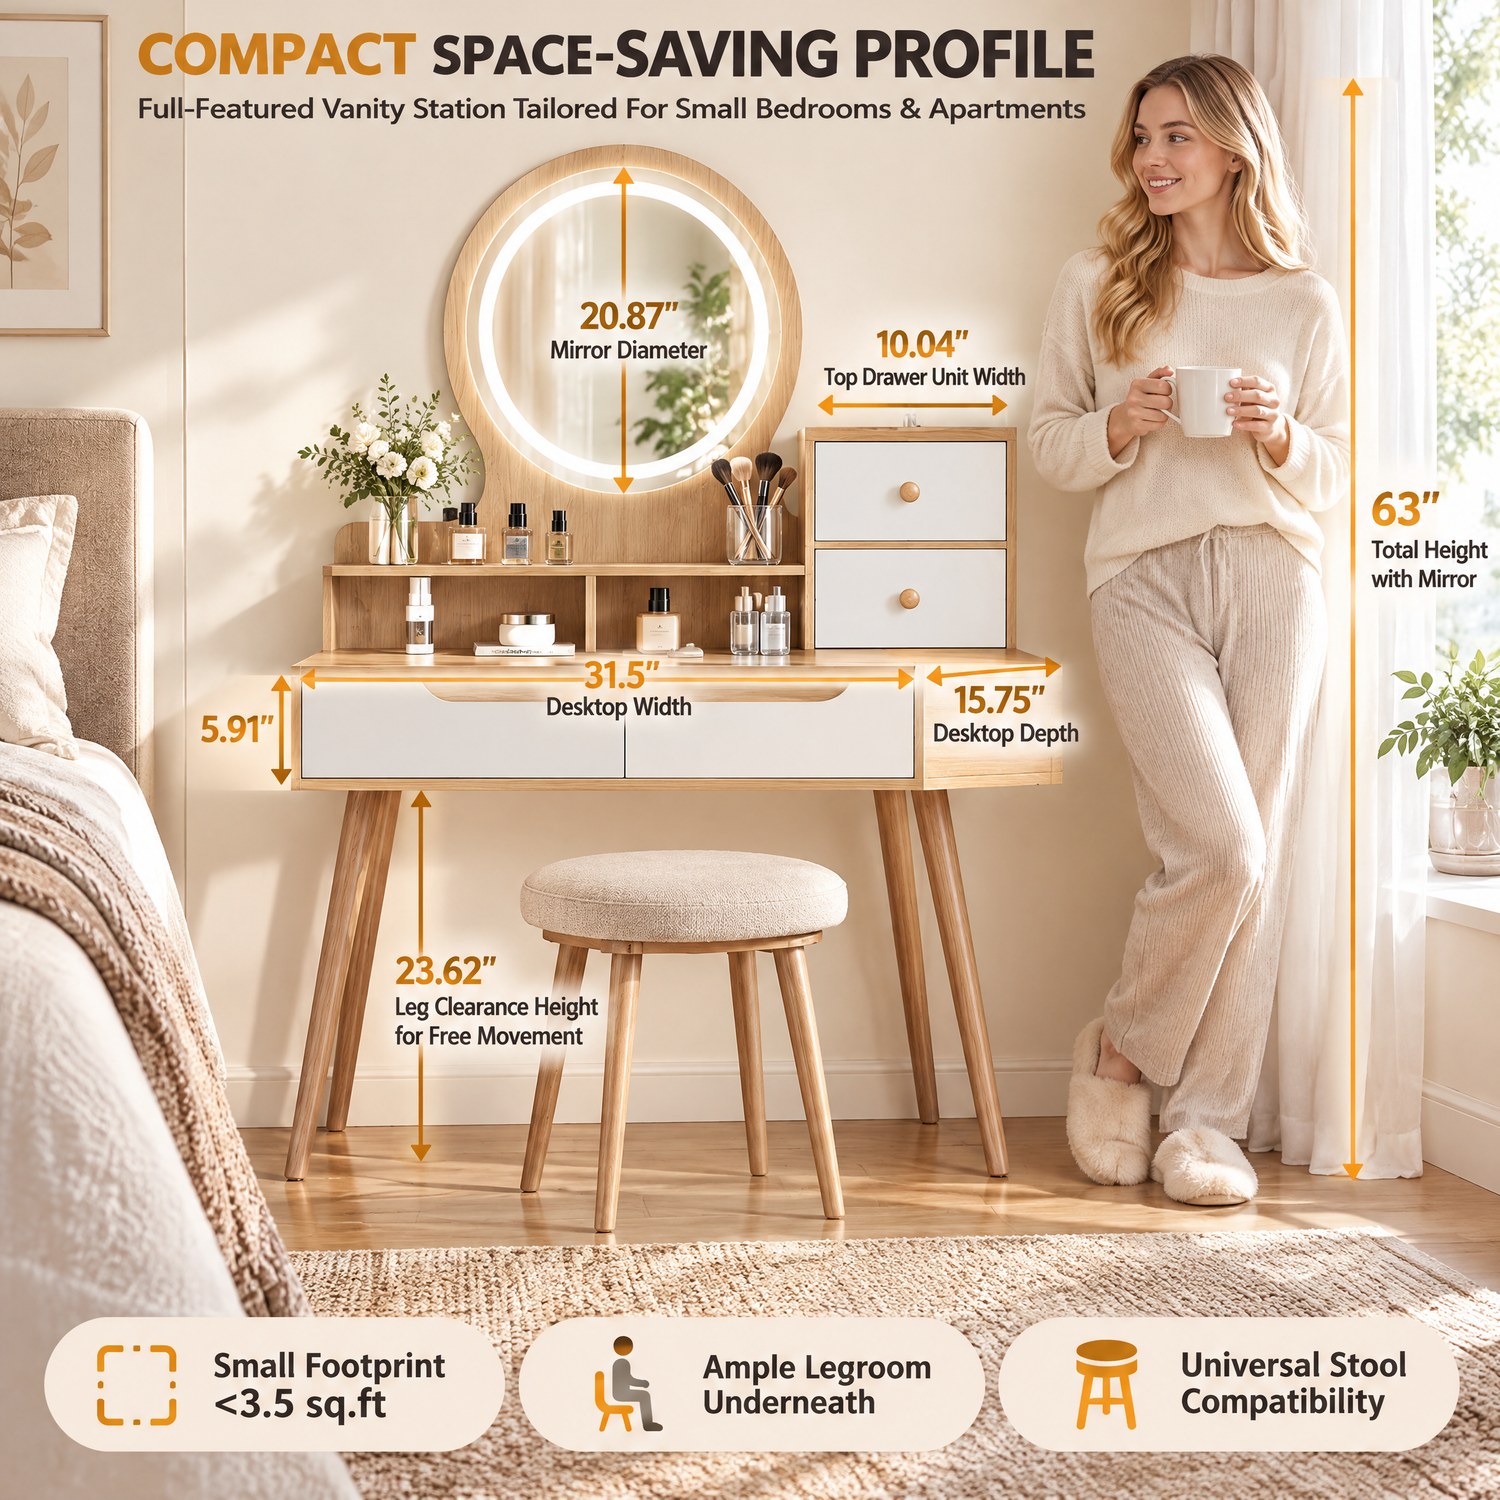 COMPACT SPACE-SAVING PROFILE
Full-Featured Vanity Station Tailored For Small Bedrooms & Apartments
20.87"
Mirror Diameter
10.04"
Top Drawer Unit Width
63"
Total Height
with Mirror
31.5"
Desktop Width
5.91"
15.75"
Desktop Depth
23.62"
Leg Clearance Height
for Free Movement
Small Footprint
<3.5 sq.ft
Ample Legroom
Underneath
Universal Stool
Compatibility